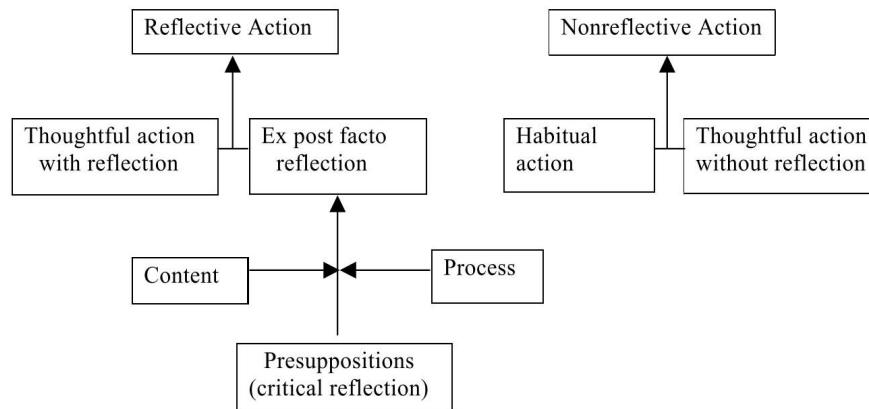 Reflective Action
Nonreflective Action
Thoughtful action
with reflection
Ex post facto
reflection
Habitual
action
Thoughtful action
without reflection
Content
Process
Presuppositions
(critical reflection)